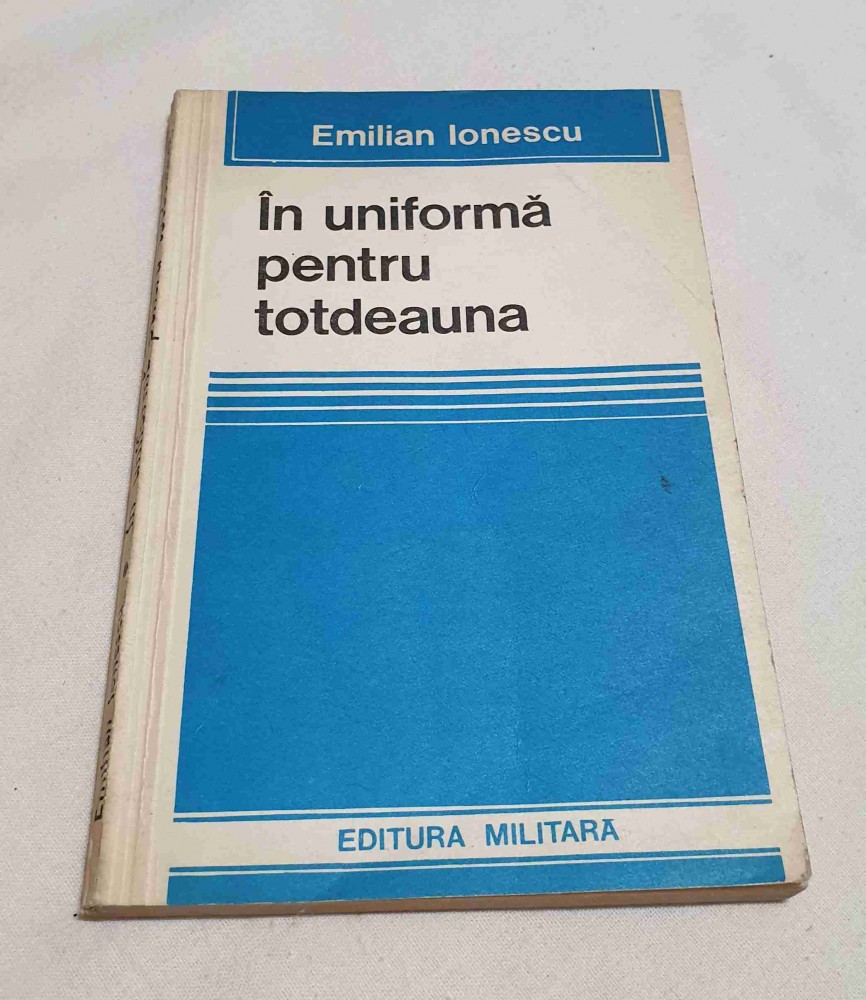 Emilian Ionescu
În uniformă
pentru
totdeauna
EDITURA MILITARĂ